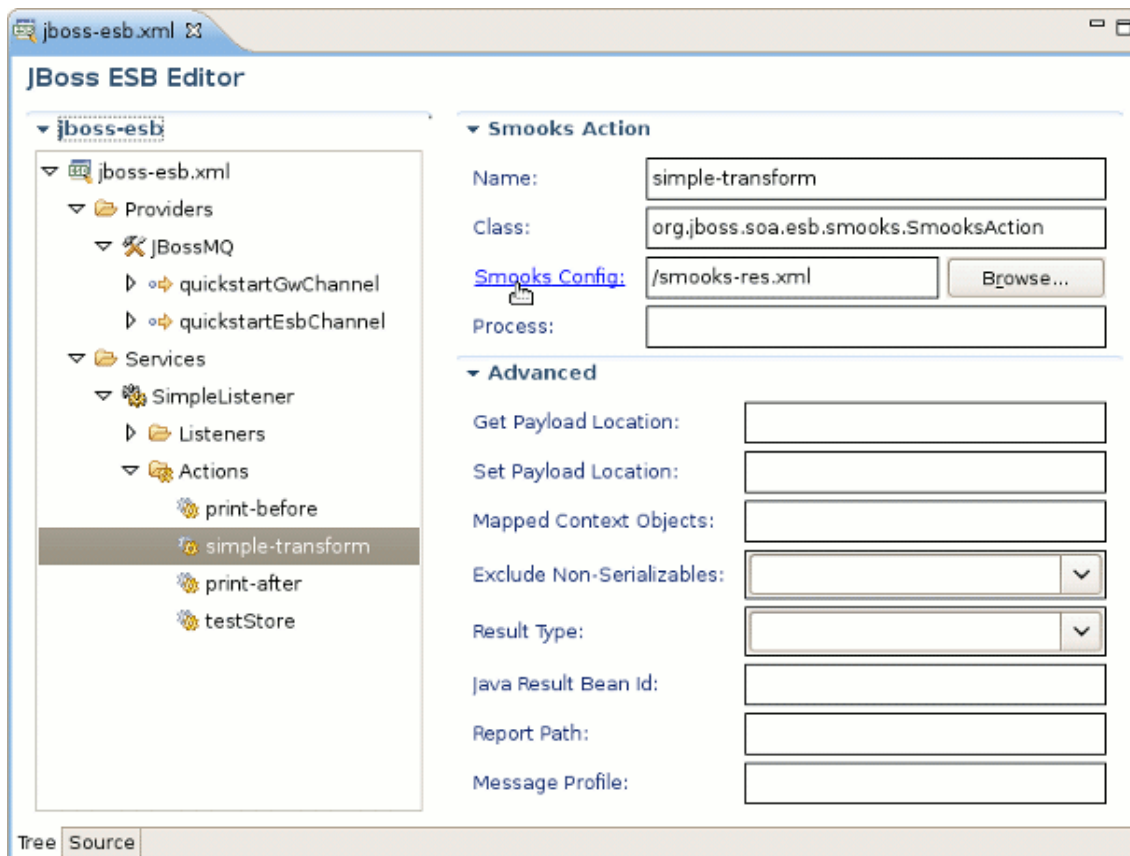 jboss-esb.xml
JBoss ESB Editor
jboss-esb
jboss-esb.xml
Providers
JBossMQ
quickstartGwChannel
quickstartEsbChannel
Services
SimpleListener
Listeners
Actions
print-before
simple-transform
print-after
testStore
Smooks Action
Name: simple-transform
Class: org.jboss.soa.esb.smooks.SmooksAction
Smooks Config: /smooks-res.xml Browse...
Process:
Advanced
Get Payload Location:
Set Payload Location:
Mapped Context Objects:
Exclude Non-Serializables:
Result Type:
Java Result Bean Id:
Report Path:
Message Profile:
Tree Source